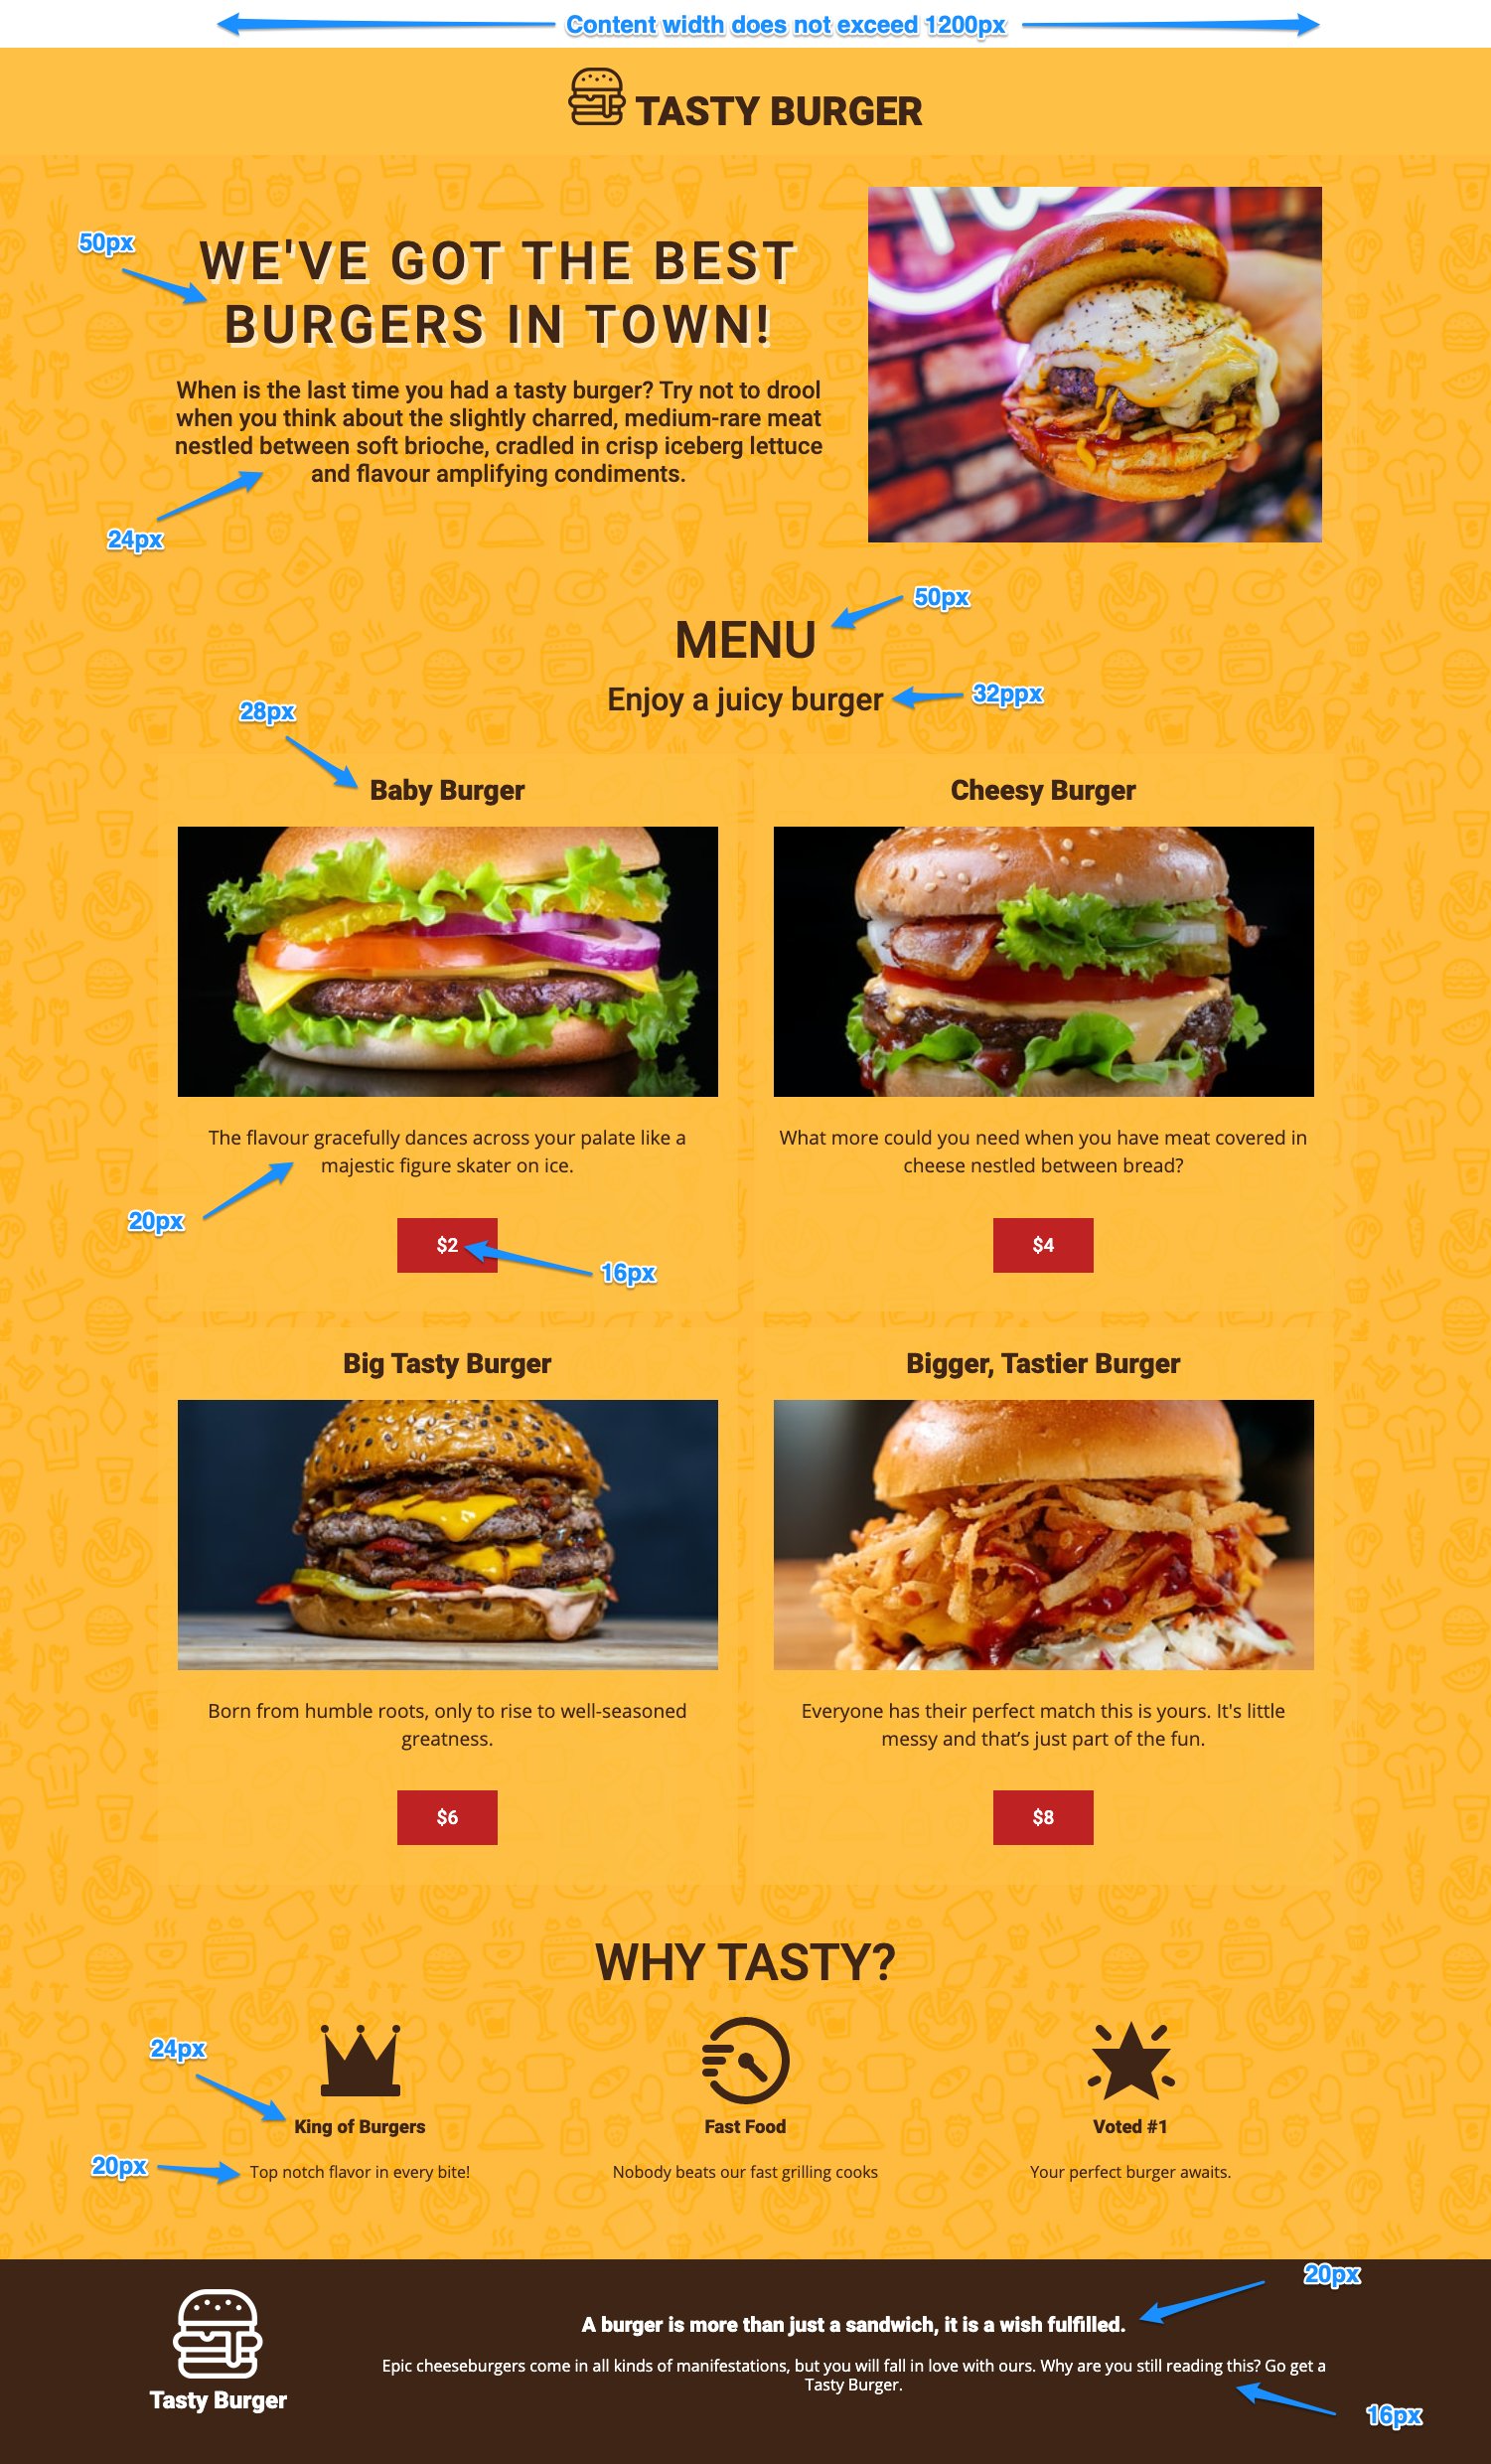 Content width does not exceed 1200px
TASTY BURGER
50px
WE'VE GOT THE BEST
BURGERS IN TOWN!
When is the last time you had a tasty burger? Try not to drool
when you think about the slightly charred, medium-rare meat
nestled between soft brioche, cradled in crisp iceberg lettuce
and flavour amplifying condiments.
24px
50px
MENU
Enjoy a juicy burger
32ppx
28px
Baby Burger
Cheesy Burger
The flavour gracefully dances across your palate like a
majestic figure skater on ice.
What more could you need when you have meat covered in
cheese nestled between bread?
20px
$2
16px
$4
Big Tasty Burger
Bigger, Tastier Burger
Born from humble roots, only to rise to well-seasoned
greatness.
Everyone has their perfect match this is yours. It's little
messy and that’s just part of the fun.
$6
$8
WHY TASTY?
24px
King of Burgers
Fast Food
Voted #1
20px
Top notch flavor in every bite!
Nobody beats our fast grilling cooks
Your perfect burger awaits.
20px
A burger is more than just a sandwich, it is a wish fulfilled.
Epic cheeseburgers come in all kinds of manifestations, but you will fall in love with ours. Why are you still reading this? Go get a
Tasty Burger.
Tasty Burger
16px